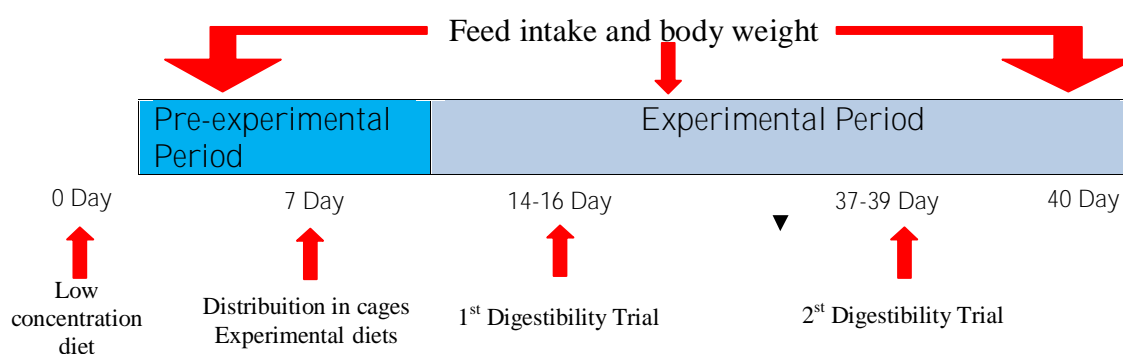 Feed intake and body weight
Pre-experimental
Period
Experimental Period
0 Day
7 Day
14-16 Day
37-39 Day
40 Day
Low
concentration
diet
Distribuition in cages
Experimental diets
1st Digestibility Trial
2st Digestibility Trial